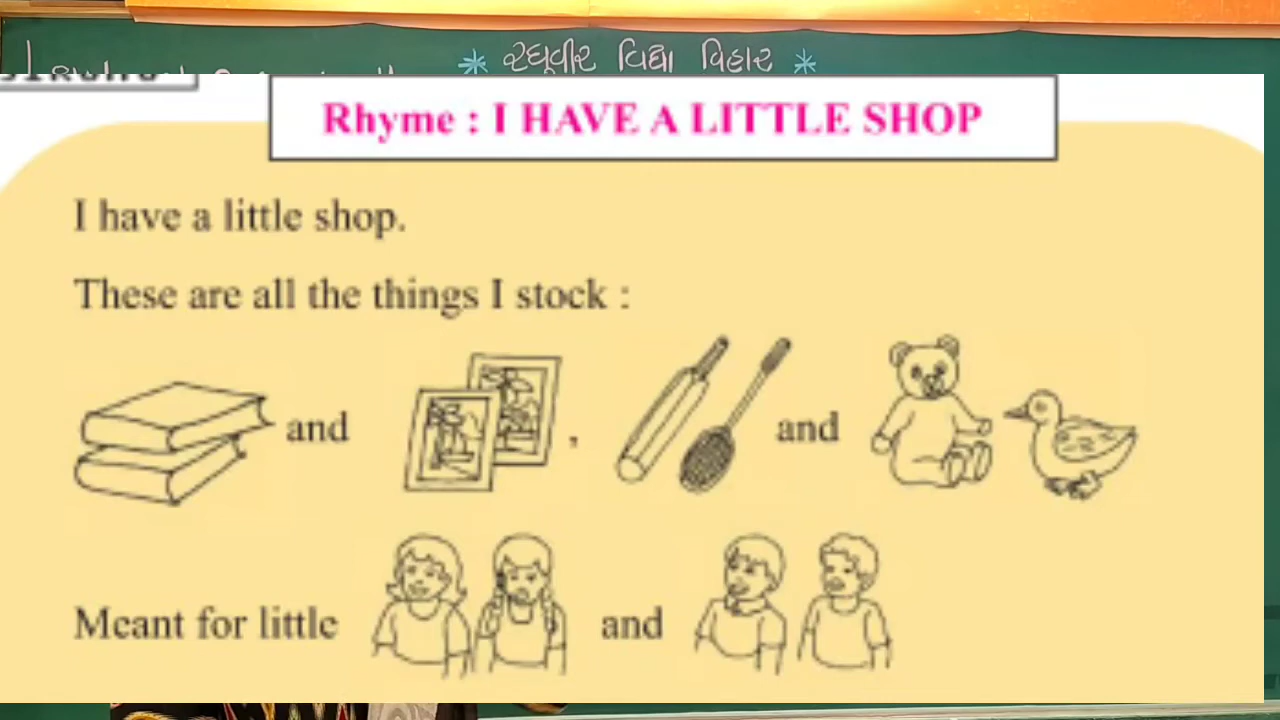 * રઘુવીર વિદ્યા વિહાર *
Rhyme : I HAVE A LITTLE SHOP
I have a little shop.
These are all the things I stock :
and , and
Meant for little and